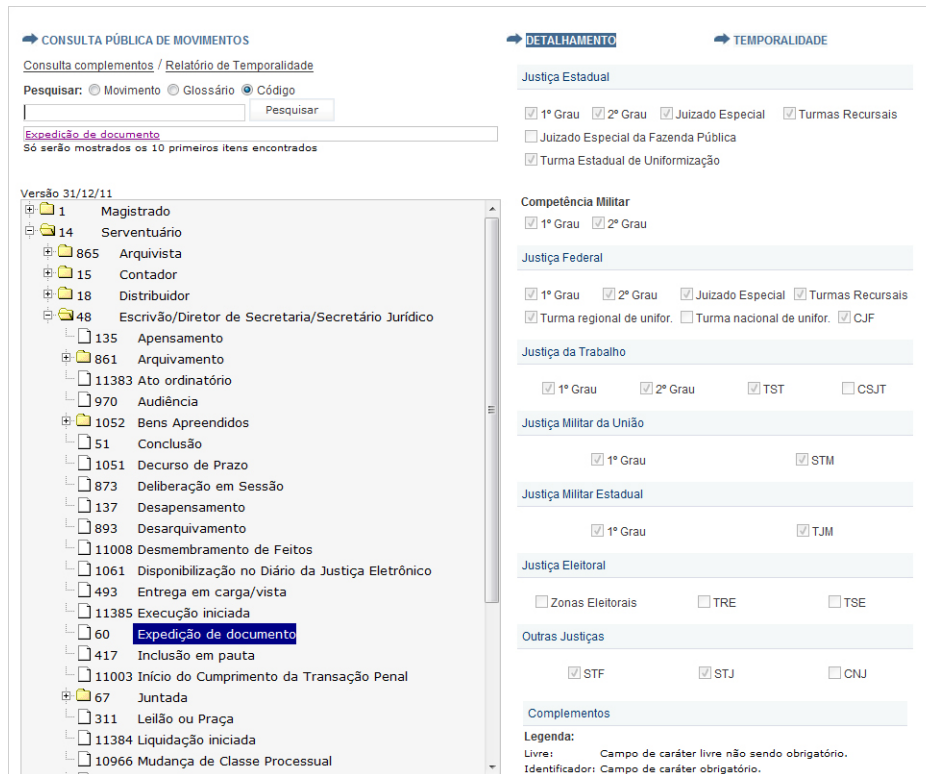 CONSULTA PÚBLICA DE MOVIMENTOS
Consulta complementos / Relatório de Temporalidade
Pesquisar: Movimento Glossário Código
Pesquisar
Expedição de documento
Só serão mostrados os 10 primeiros itens encontrados
Versão 31/12/11
1 Magistrado
14 Serventuário
865 Arquivista
15 Contador
18 Distribuidor
48 Escrivão/Diretor de Secretaria/Secretário Jurídico
135 Apensamento
861 Arquivamento
11383 Ato ordinatório
970 Audiência
1052 Bens Apreendidos
51 Conclusão
1051 Decurso de Prazo
873 Deliberação em Sessão
137 Desapensamento
893 Desarquivamento
11008 Desmembramento de Feitos
1061 Disponibilização no Diário da Justiça Eletrônico
493 Entrega em carga/vista
11385 Execução iniciada
60 Expedição de documento
417 Inclusão em pauta
11003 Início do Cumprimento da Transação Penal
67 Juntada
311 Leilão ou Praça
11384 Liquidação iniciada
10966 Mudança de Classe Processual
DETALHAMENTO TEMPORALIDADE
Justiça Estadual
1º Grau 2º Grau Juizado Especial Turmas Recursais
Juizado Especial da Fazenda Pública
Turma Estadual de Uniformização
Competência Militar
1º Grau 2º Grau
Justiça Federal
1º Grau 2º Grau Juizado Especial Turmas Recursais
Turma regional de unifor. Turma nacional de unifor. CJF
Justiça da Trabalho
1º Grau 2º Grau TST CSJT
Justiça Militar da União
1º Grau STM
Justiça Militar Estadual
1º Grau TJM
Justiça Eleitoral
Zonas Eleitorais TRE TSE
Outras Justiças
STF STJ CNJ
Complementos
Legenda:
Livre: Campo de caráter livre não sendo obrigatório.
Identificador: Campo de caráter obrigatório.